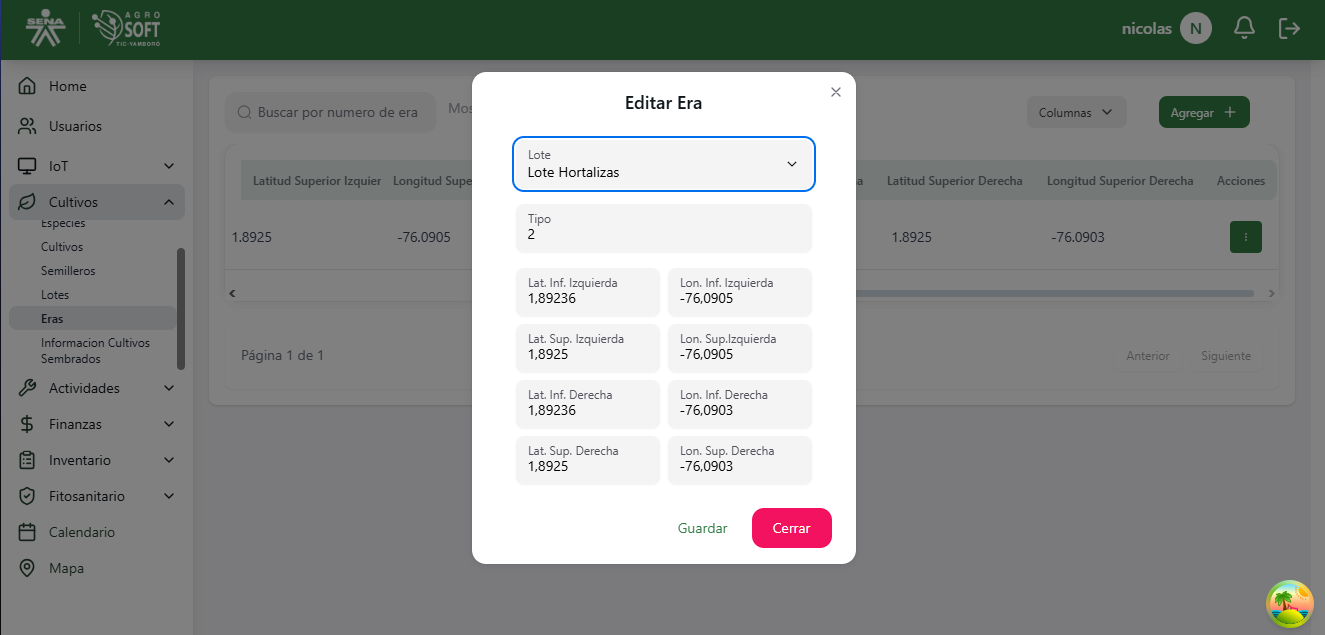 SENA
AGRO
SOFT
TIC-YAMBORÓ
nicolas
N
Home
Usuarios
IoT
Cultivos
Especies
Cultivos
Semilleros
Lotes
Eras
Informacion Cultivos
Sembrados
Actividades
Finanzas
Inventario
Fitosanitario
Calendario
Mapa
Buscar por numero de era
Mos
Columnas
Agregar
Latitud Superior Izquier
Longitud Supe
a
Latitud Superior Derecha
Longitud Superior Derecha
Acciones
1.8925
-76.0905
1.8925
-76.0903
Página 1 de 1
Anterior
Siguiente
Editar Era
Lote
Lote Hortalizas
Tipo
2
Lat. Inf. Izquierda
1,89236
Lon. Inf. Izquierda
-76,0905
Lat. Sup. Izquierda
1,8925
Lon. Sup.Izquierda
-76,0905
Lat. Inf. Derecha
1,89236
Lon. Inf. Derecha
-76,0903
Lat. Sup. Derecha
1,8925
Lon. Sup. Derecha
-76,0903
Guardar
Cerrar